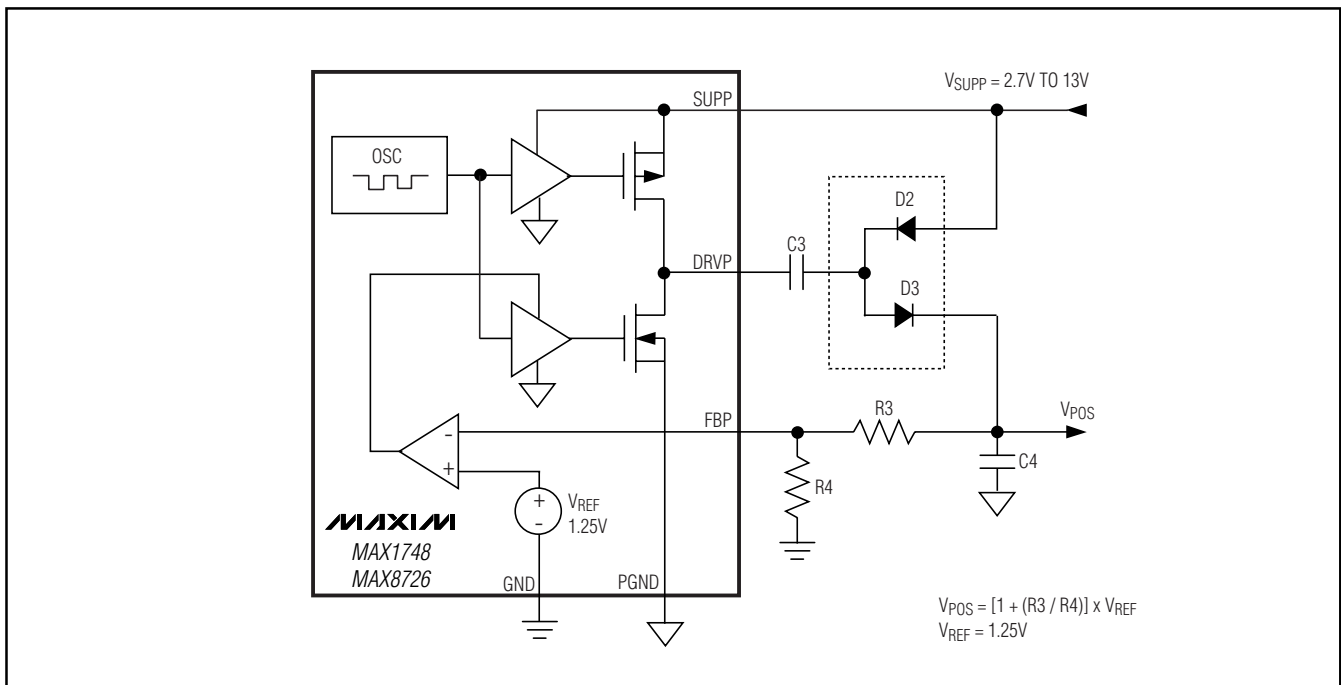 VSUPP = 2.7V TO 13V
SUPP
OSC
D2
C3
DRVP
D3
FBP
R3
VPOS
-
+
R4
C4
+
-
VREF
1.25V
MAXIM
MAX1748
MAX8726
GND
PGND
VPOS = [1 + (R3 / R4)] x VREF
VREF = 1.25V